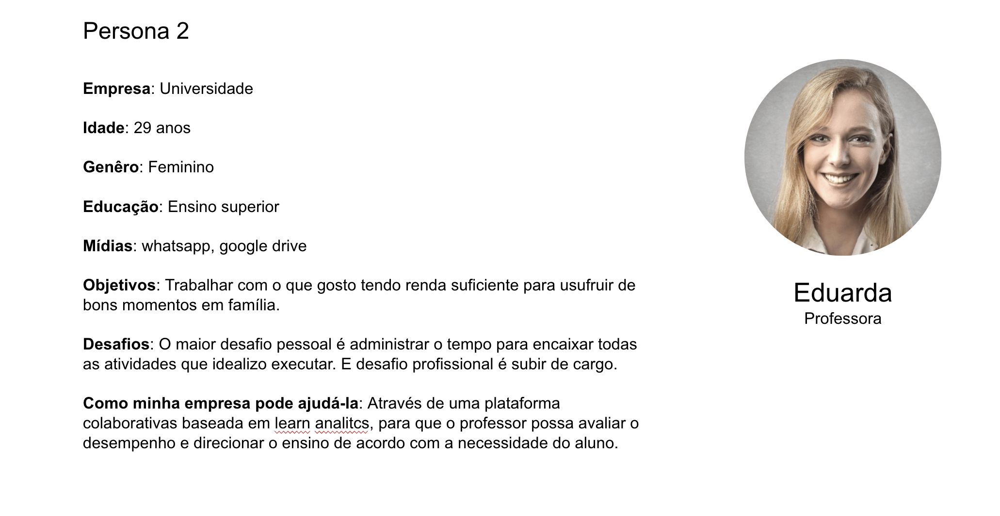 Persona 2
Empresa: Universidade
Idade: 29 anos
Genêro: Feminino
Educação: Ensino superior
Mídias: whatsapp, google drive
Objetivos: Trabalhar com o que gosto tendo renda suficiente para usufruir de
bons momentos em família.
Desafios: O maior desafio pessoal é administrar o tempo para encaixar todas
as atividades que idealizo executar. E desafio profissional é subir de cargo.
Como minha empresa pode ajudá-la: Através de uma plataforma
colaborativas baseada em learn analitcs, para que o professor possa avaliar o
desempenho e direcionar o ensino de acordo com a necessidade do aluno.
Eduarda
Professora